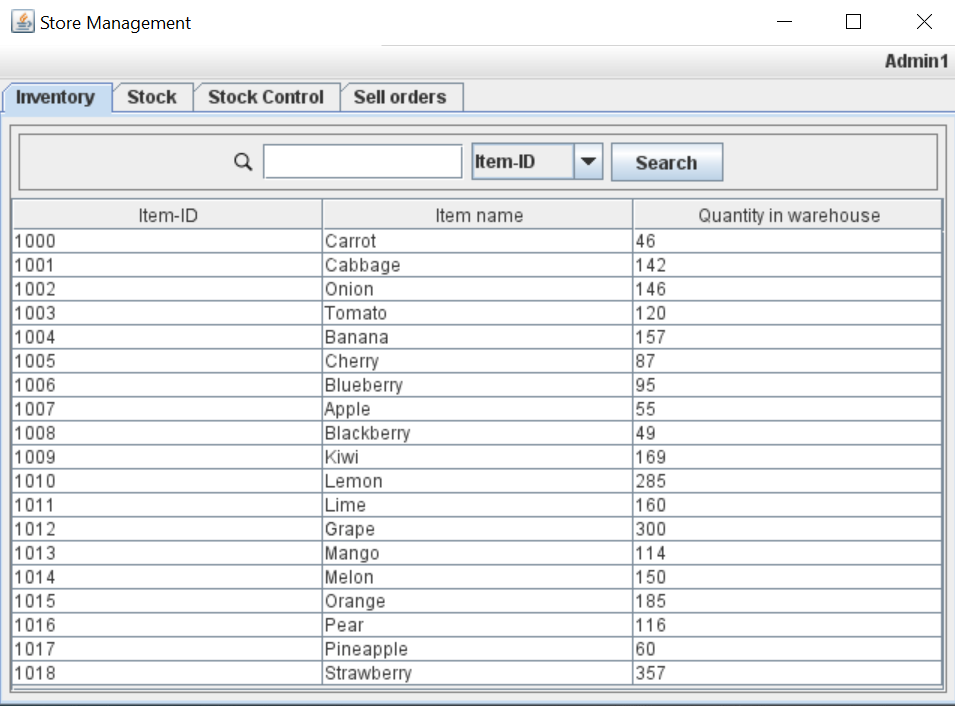 Store Management
Admin1
Inventory Stock Stock Control Sell orders
Item-ID Search
Item-ID Item name Quantity in warehouse
1000 Carrot 46
1001 Cabbage 142
1002 Onion 146
1003 Tomato 120
1004 Banana 157
1005 Cherry 87
1006 Blueberry 95
1007 Apple 55
1008 Blackberry 49
1009 Kiwi 169
1010 Lemon 285
1011 Lime 160
1012 Grape 300
1013 Mango 114
1014 Melon 150
1015 Orange 185
1016 Pear 116
1017 Pineapple 60
1018 Strawberry 357